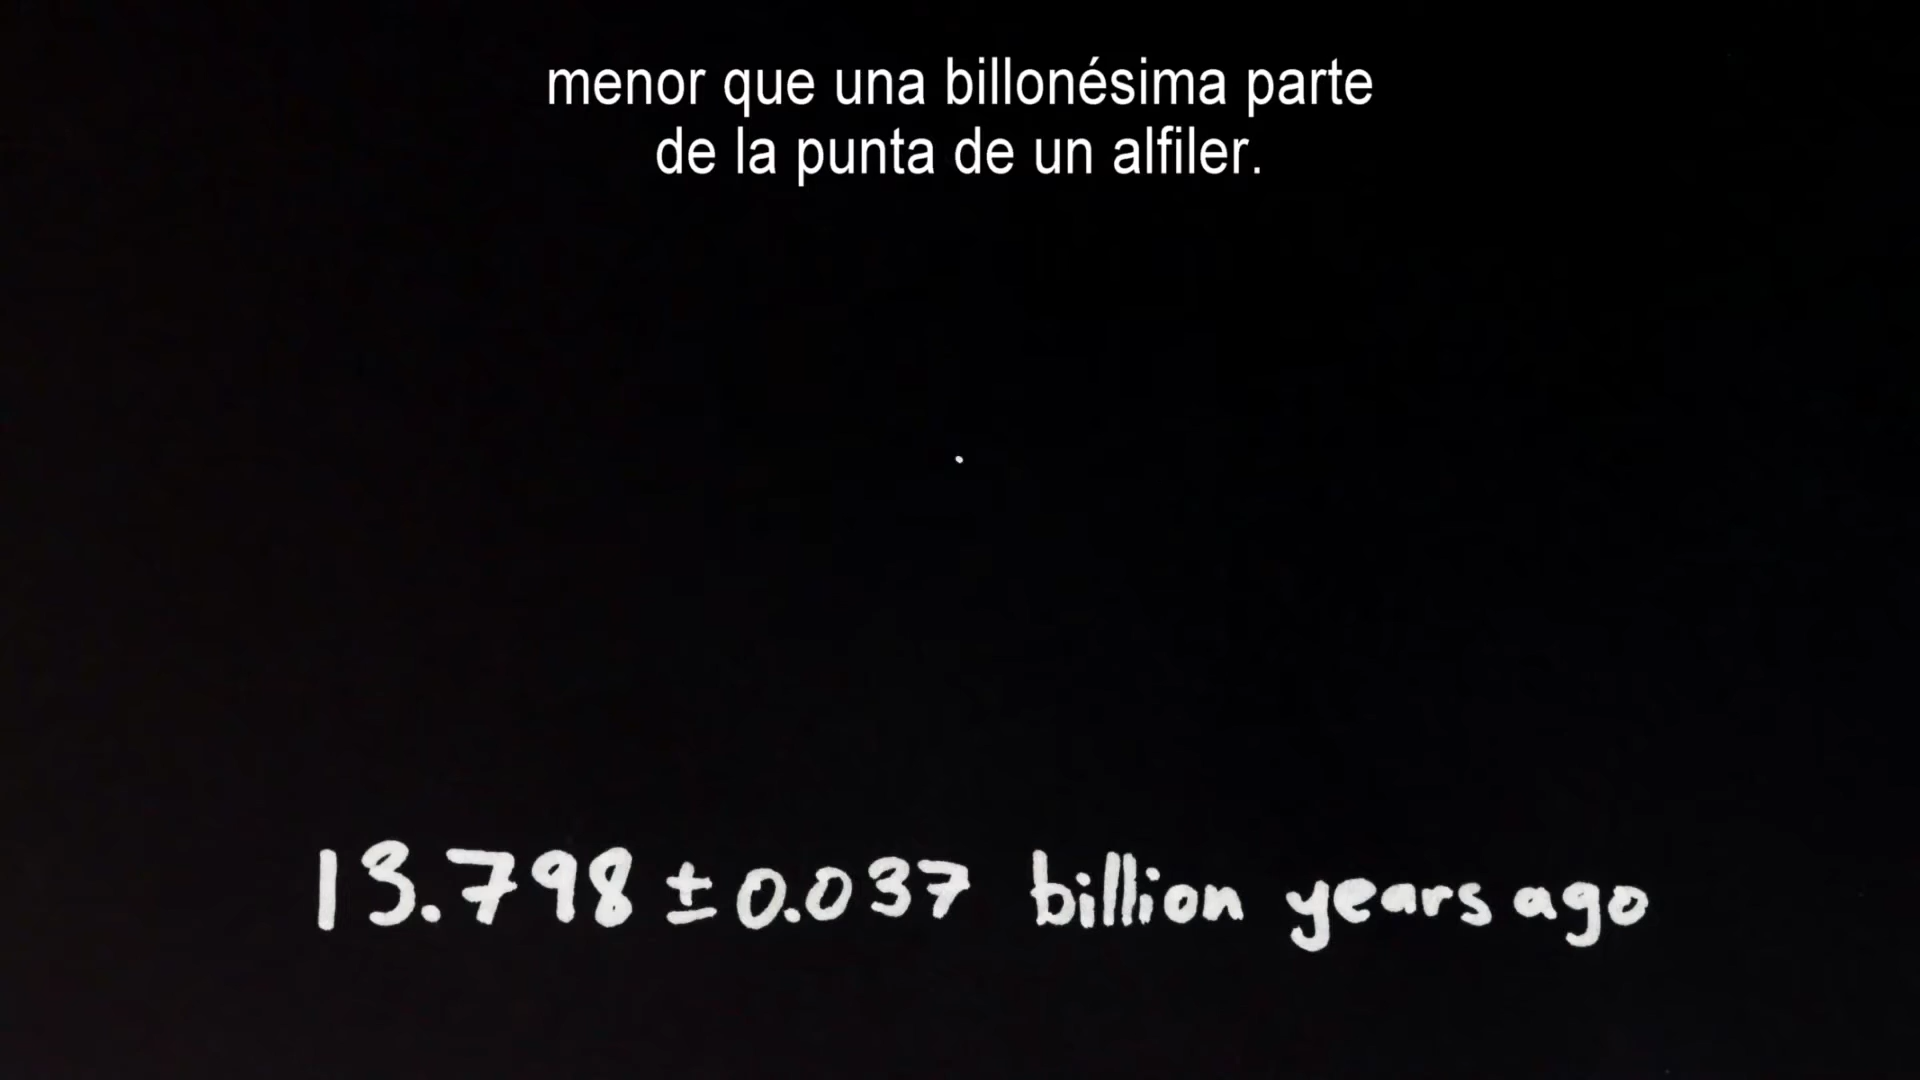 menor que una billonésima parte
de la punta de un alfiler.
13.798 ± 0.037 billion years ago